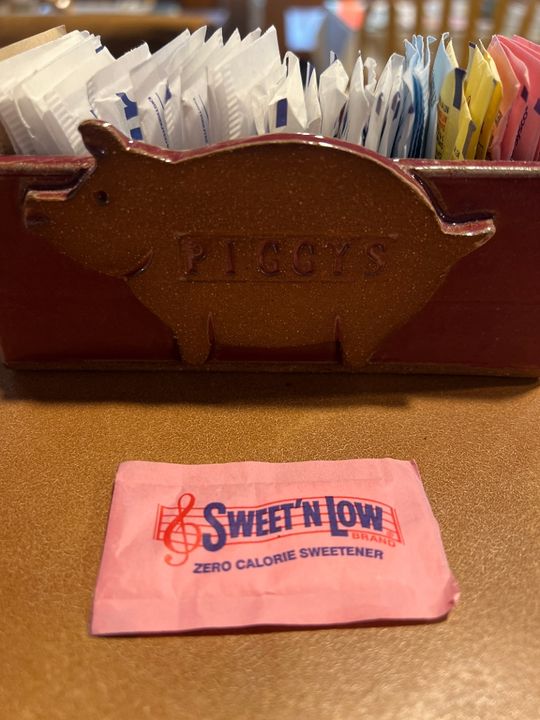 PIGGYS
SWEET'N LOW
BRAND
ZERO CALORIE SWEETENER